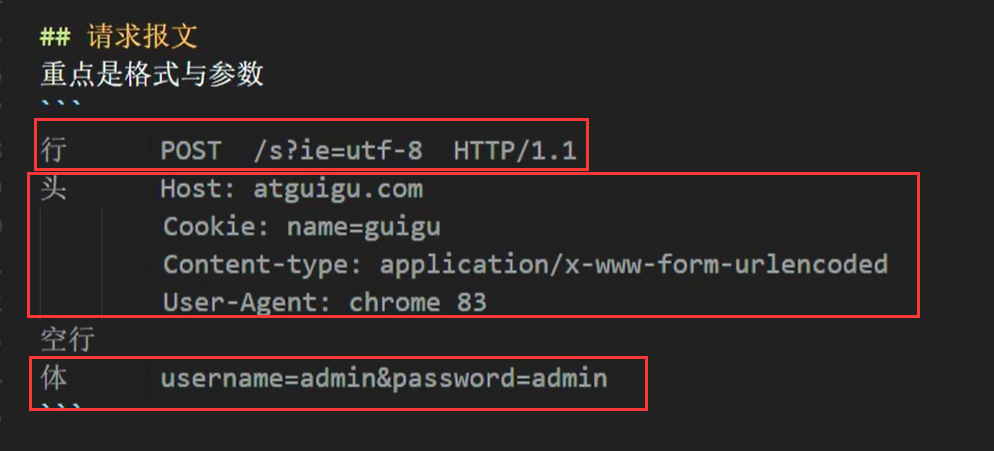 ## 请求报文
重点是格式与参数
```
行 POST /s?ie=utf-8 HTTP/1.1
头 Host: atguigu.com
Cookie: name=guigu
Content-type: application/x-www-form-urlencoded
User-Agent: chrome 83
空行
体 username=admin&password=admin
```